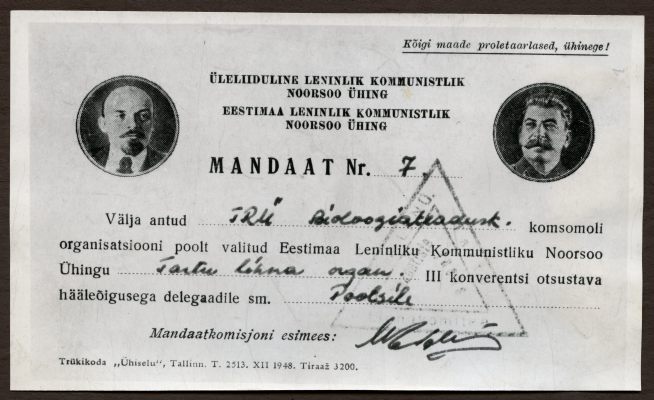 Kõigi maade proletaarlased, ühinege!
ÜLELIIDULINE LENINLIK KOMMUNISTLIK
NOORSOO ÜHING
EESTIMAA LENINLIK KOMMUNISTLIK
NOORSOO ÜHING
MANDAAT Nr. 7.
Välja antud TRÜ Bioloogiateadusk. komsomoli
organisatsiooni poolt valitud Eestimaa Leninliku Kommunistliku Noorsoo
Ühingu Tartu linna organ. III konverentsi otsustava
hääleõigusega delegaadile sm.
Mandaatkomisjoni esimees:
Trükikoda „Ühiselu“, Tallinn. T. 2513. XII 1948. Tiraaž 3200.